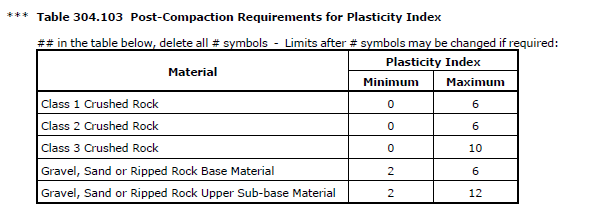 *** Table 304.103 Post-Compaction Requirements for Plasticity Index
## in the table below, delete all # symbols - Limits after # symbols may be changed if required:
Material Plasticity Index
Minimum Maximum
Class 1 Crushed Rock 0 6
Class 2 Crushed Rock 0 6
Class 3 Crushed Rock 0 10
Gravel, Sand or Ripped Rock Base Material 2 6
Gravel, Sand or Ripped Rock Upper Sub-base Material 2 12